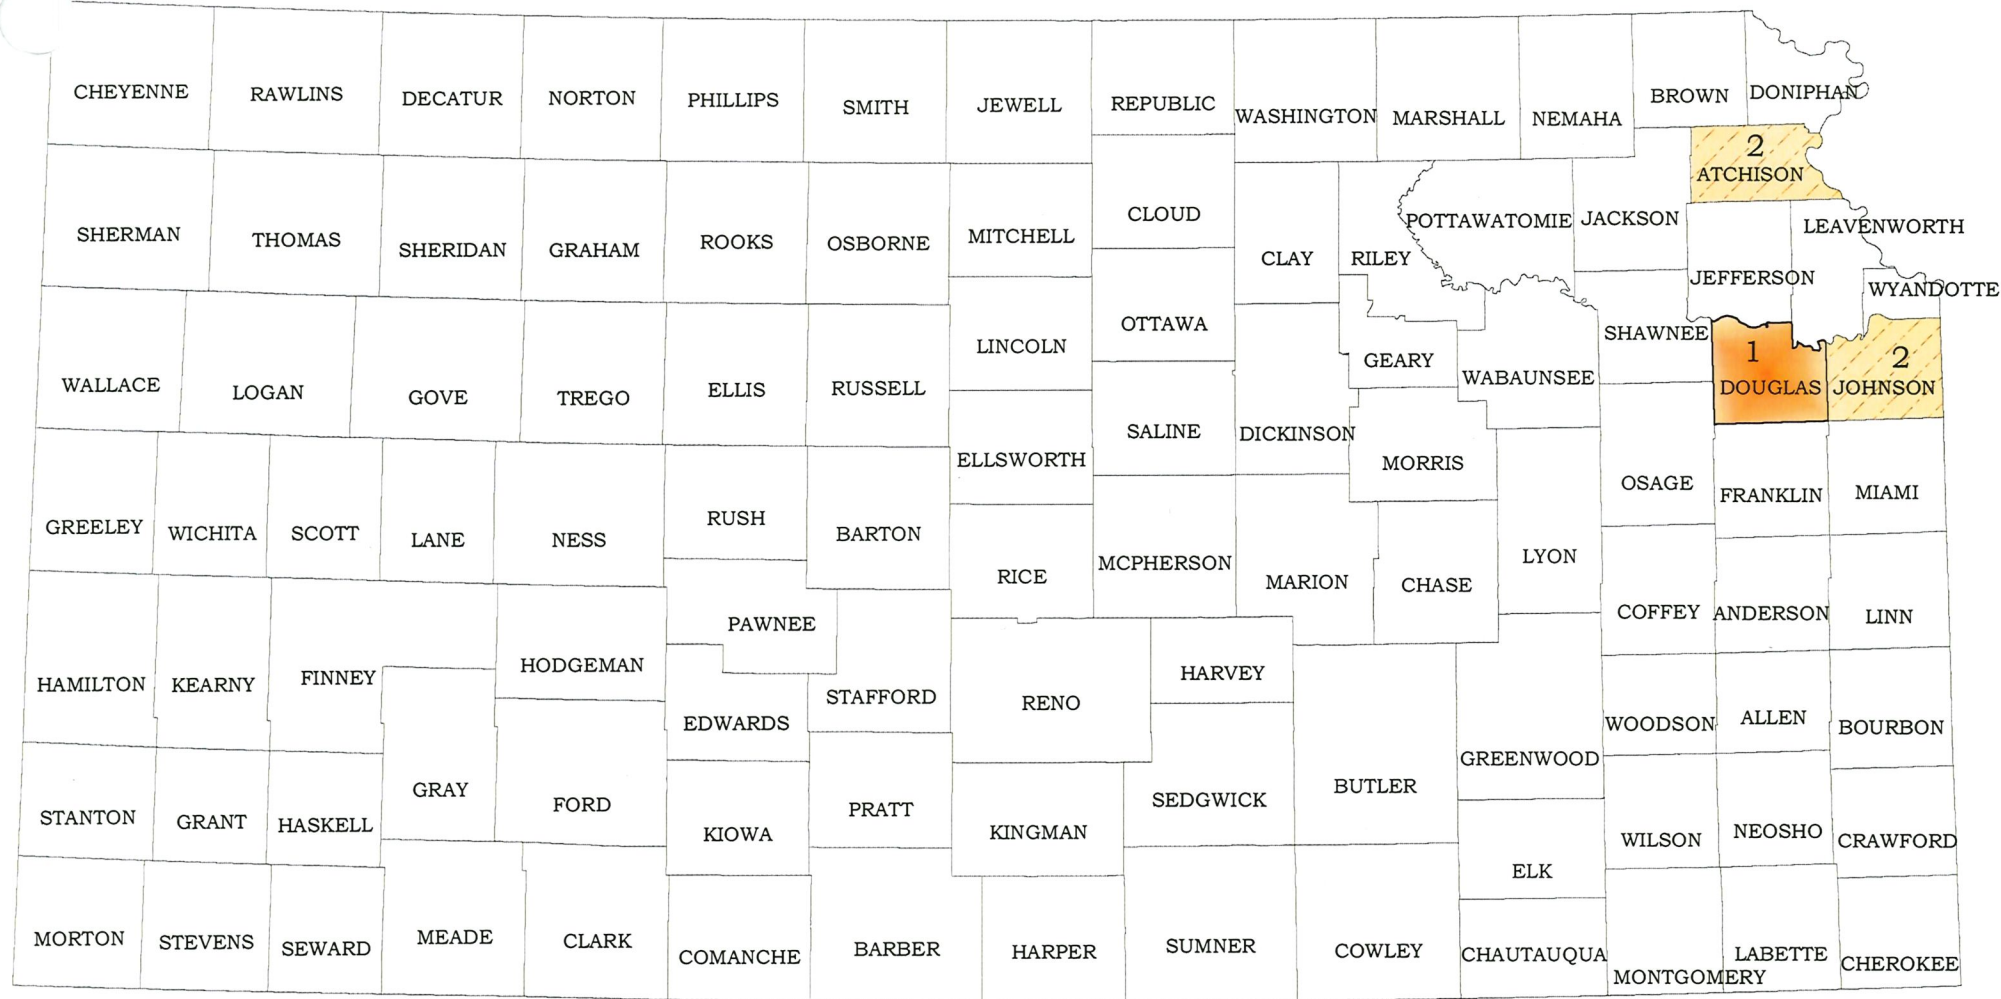 CHEYENNE
RAWLINS
DECATUR
NORTON
PHILLIPS
SMITH
JEWELL
REPUBLIC
WASHINGTON
MARSHALL
NEMAHA
BROWN
DONIPHAN
2
ATCHISON
SHERMAN
THOMAS
SHERIDAN
GRAHAM
ROOKS
OSBORNE
MITCHELL
CLOUD
CLAY
RILEY
POTTAWATOMIE
JACKSON
JEFFERSON
LEAVENWORTH
WYANDOTTE
WALLACE
LOGAN
GOVE
TREGO
ELLIS
RUSSELL
LINCOLN
OTTAWA
GEARY
WABAUNSEE
SHAWNEE
1
DOUGLAS
2
JOHNSON
ELLSWORTH
SALINE
DICKINSON
MORRIS
OSAGE
FRANKLIN
MIAMI
GREELEY
WICHITA
SCOTT
LANE
NESS
RUSH
BARTON
RICE
MCPHERSON
MARION
CHASE
LYON
COFFEY
ANDERSON
LINN
HAMILTON
KEARNY
FINNEY
HODGEMAN
PAWNEE
EDWARDS
STAFFORD
RENO
HARVEY
GREENWOOD
WOODSON
ALLEN
BOURBON
STANTON
GRANT
HASKELL
GRAY
FORD
KIOWA
PRATT
KINGMAN
SEDGWICK
BUTLER
ELK
WILSON
NEOSHO
CRAWFORD
MORTON
STEVENS
SEWARD
MEADE
CLARK
COMANCHE
BARBER
HARPER
SUMNER
COWLEY
CHAUTAUQUA
MONTGOMERY
LABETTE
CHEROKEE